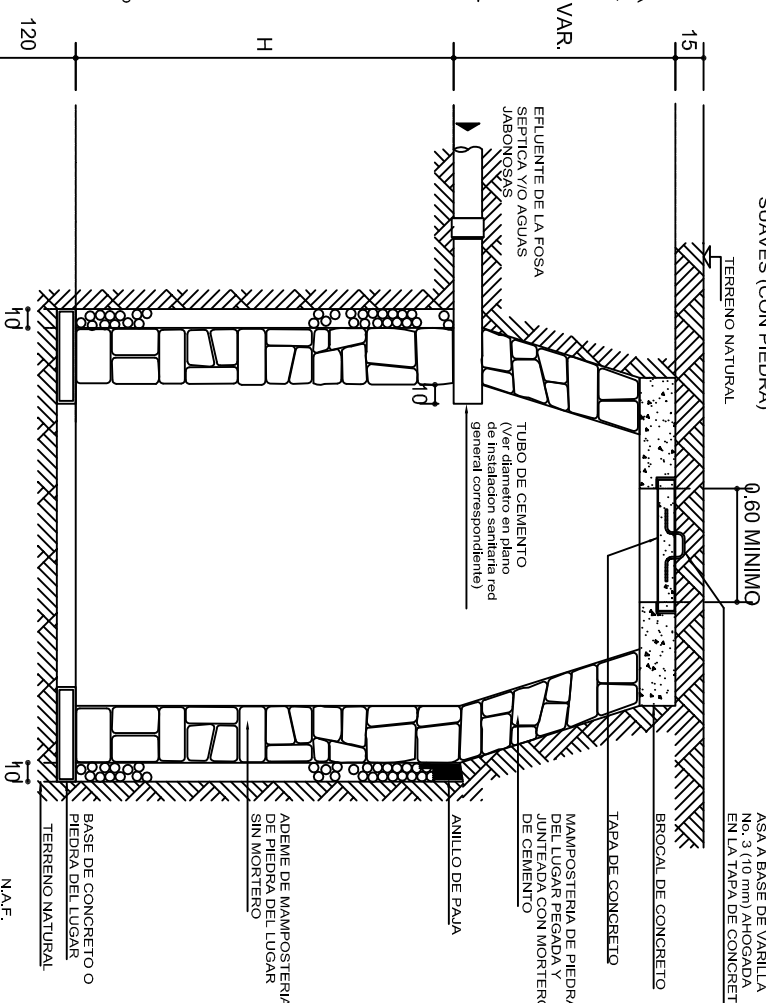 SUAVES (CON PIEDRA)
TERRENO NATURAL
0.60 MINIMO
ASA A BASE DE VARILLA
No. 3 (10 mm) AHOGADA
EN LA TAPA DE
BROCAL DE CONCRETO
TAPA DE CONCRETO
MAMPOSTERIA DE PIEDRA
DEL LUGAR PEGADA Y
JUNTEADA CON MORTERO
DE CEMENTO
ANILLO DE PAJA
ADEME DE MAMPOSTERIA
DE PIEDRA DEL LUGAR
SIN MORTERO
BASE DE CONCRETO O
PIEDRA DEL LUGAR
TERRENO NATURAL
N.A.F.
EFLUENTE DE LA FOSA
SEPTICA Y/O AGUAS
JABONOSAS
TUBO DE CEMENTO
(Ver diametro en plano
de instalacion sanitaria red
general correspondiente)
15
VAR.
H
120
10
10
10